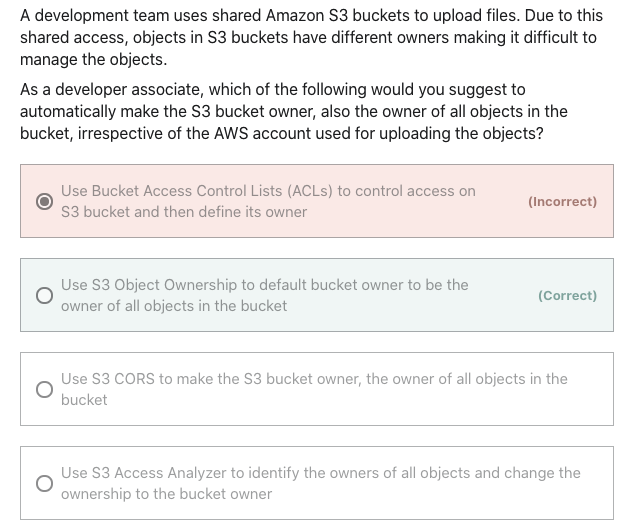 A development team uses shared Amazon S3 buckets to upload files. Due to this
shared access, objects in S3 buckets have different owners making it difficult to
manage the objects.
As a developer associate, which of the following would you suggest to
automatically make the S3 bucket owner, also the owner of all objects in the
bucket, irrespective of the AWS account used for uploading the objects?
Use Bucket Access Control Lists (ACLs) to control access on
S3 bucket and then define its owner
(Incorrect)
Use S3 Object Ownership to default bucket owner to be the
owner of all objects in the bucket
(Correct)
Use S3 CORS to make the S3 bucket owner, the owner of all objects in the
bucket
Use S3 Access Analyzer to identify the owners of all objects and change the
ownership to the bucket owner